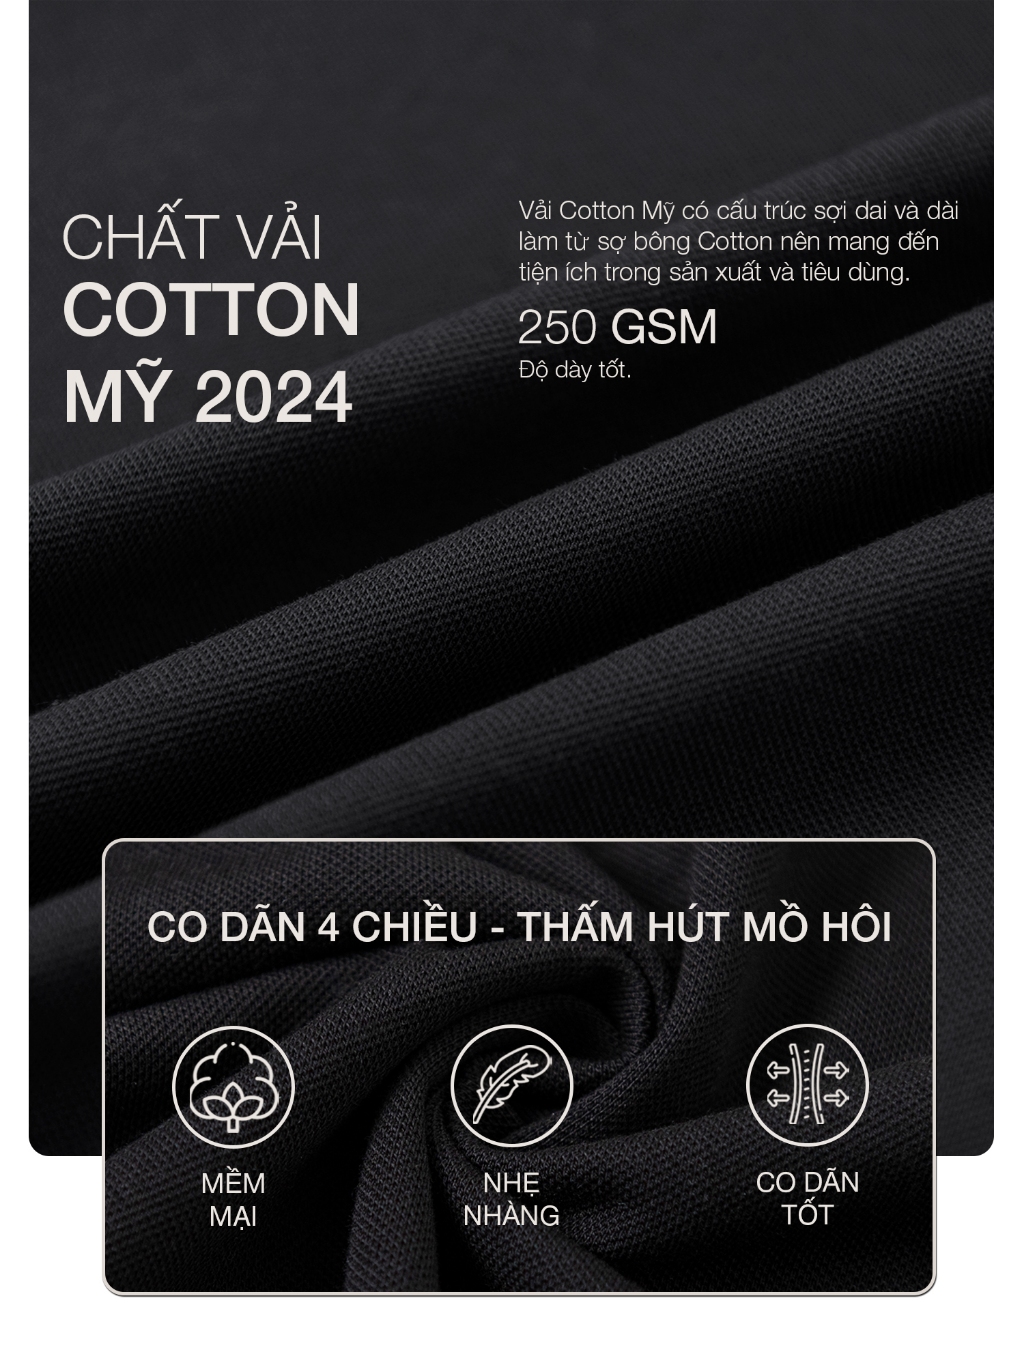 CHẤT VẢI
COTTON
MỸ 2024
Vải Cotton Mỹ có cấu trúc sợi dai và dài
làm từ sợ bông Cotton nên mang đến
tiện ích trong sản xuất và tiêu dùng.
250 GSM
Độ dày tốt.
CO DÃN 4 CHIỀU - THẤM HÚT MỒ HÔI
MỀM
MẠI
NHẸ
NHÀNG
CO DÃN
TỐT